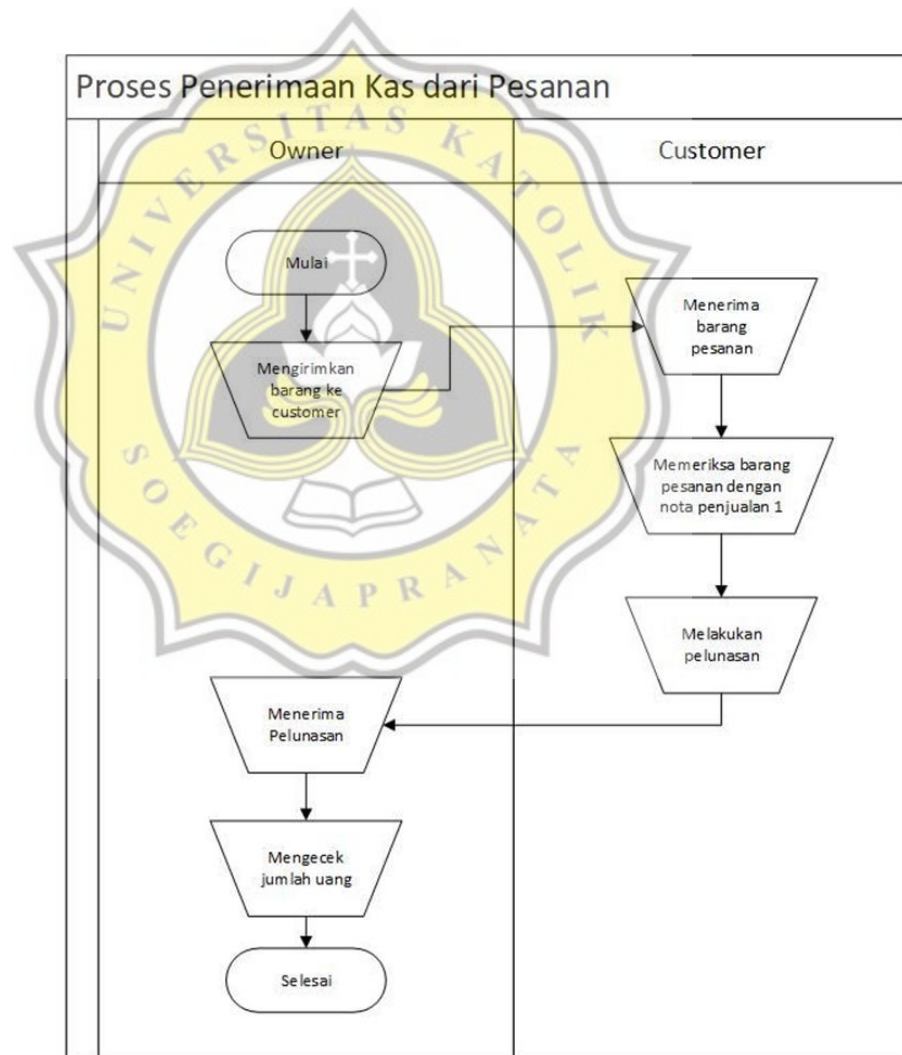 Proses Penerimaan Kas dari Pesanan
Owner
Customer
Mulai
Mengirimkan
barang ke
customer
Menerima
barang
pesanan
Memeriksa barang
pesanan dengan
nota penjualan 1
Melakukan
pelunasan
Menerima
Pelunasan
Mengecek
jumlah uang
Selesai
UNIVERSITAS KATOLIK
SOEGIJAPRANATA